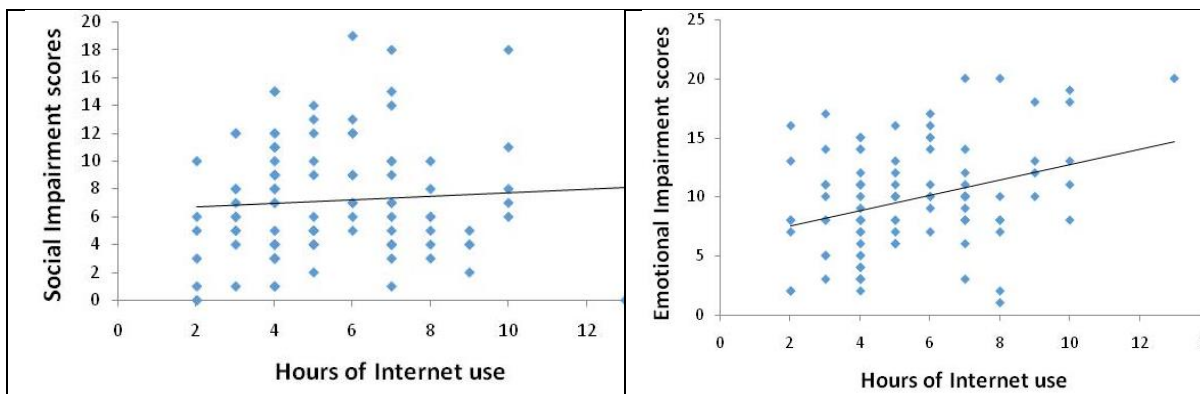 Social Impairment scores
20
18
16
14
12
10
8
6
4
2
0
0 2 4 6 8 10 12
Hours of Internet use
Emotional Impairment scores
25
20
15
10
5
0
0 2 4 6 8 10 12
Hours of Internet use